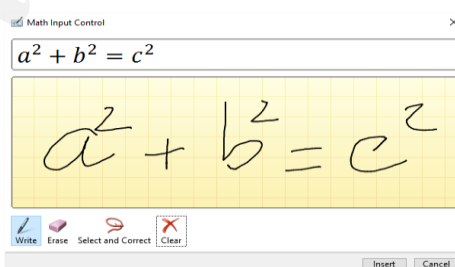 Math Input Control
a² + b² = c²
a² + b² = c²
Write Erase Select and Correct Clear
Insert Cancel